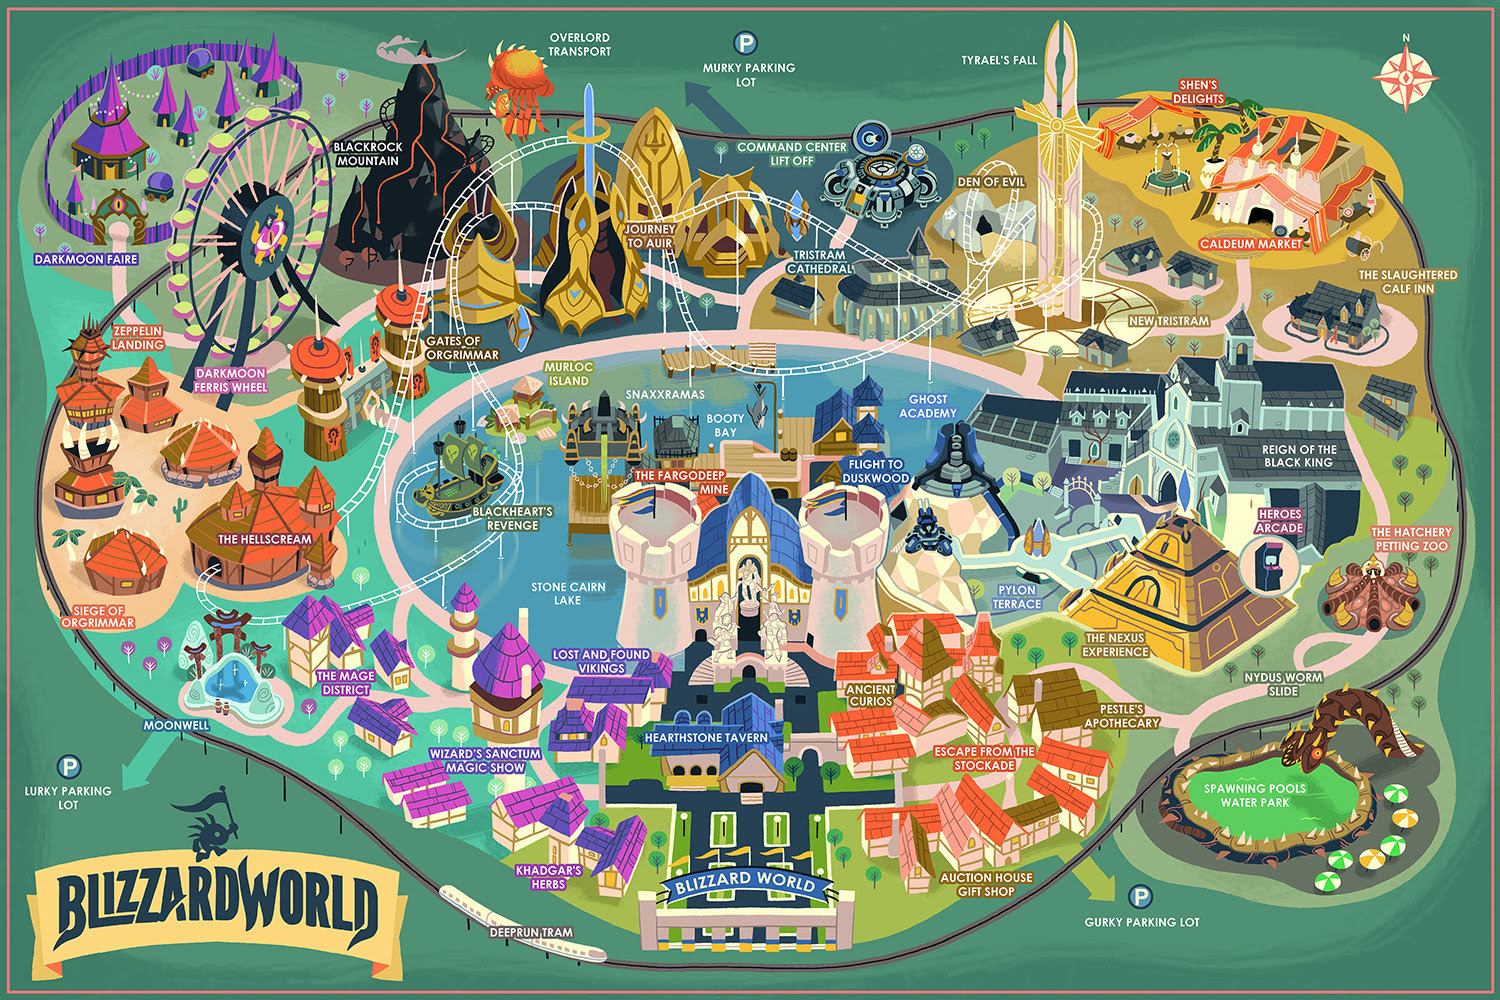 OVERLORD
TRANSPORT
P
MURKY PARKING
LOT
TYRAEL'S FALL
N
SHEN'S
DELIGHTS
BLACKROCK
MOUNTAIN
COMMAND CENTER
LIFT OFF
DEN OF EVIL
JOURNEY
TO AUIR
CALDEUM MARKET
DARKMOON FAIRE
TRISTRAM
CATHEDRAL
THE SLAUGHTERED
CALF INN
NEW TRISTRAM
ZEPPELIN
LANDING
GATES OF
ORGRIMMAR
DARKMOON
FERRIS WHEEL
MURLOC
ISLAND
SNAXXRAMAS
BOOTY
BAY
GHOST
ACADEMY
REIGN OF THE
BLACK KING
THE FARGODEEP
MINE
FLIGHT TO
DUSKWOOD
BLACKHEART'S
REVENGE
HEROES
ARCADE
THE HELLSCREAM
THE HATCHERY
PETTING ZOO
STONE CAIRN
LAKE
PYLON
TERRACE
SIEGE OF
ORGRIMMAR
THE NEXUS
EXPERIENCE
LOST AND FOUND
VIKINGS
THE MAGE
DISTRICT
ANCIENT
CURIOS
NYDUS WORM
SLIDE
PESTLE'S
APOTHECARY
MOONWELL
HEARTHSTONE TAVERN
WIZARD'S SANCTUM
MAGIC SHOW
ESCAPE FROM THE
STOCKADE
P
LURKY PARKING
LOT
SPAWNING POOLS
WATER PARK
KHADGAR'S
HERBS
BLIZZARD WORLD
AUCTION HOUSE
GIFT SHOP
P
GURKY PARKING LOT
BLIZZARDWORLD
DEEPRUN TRAM